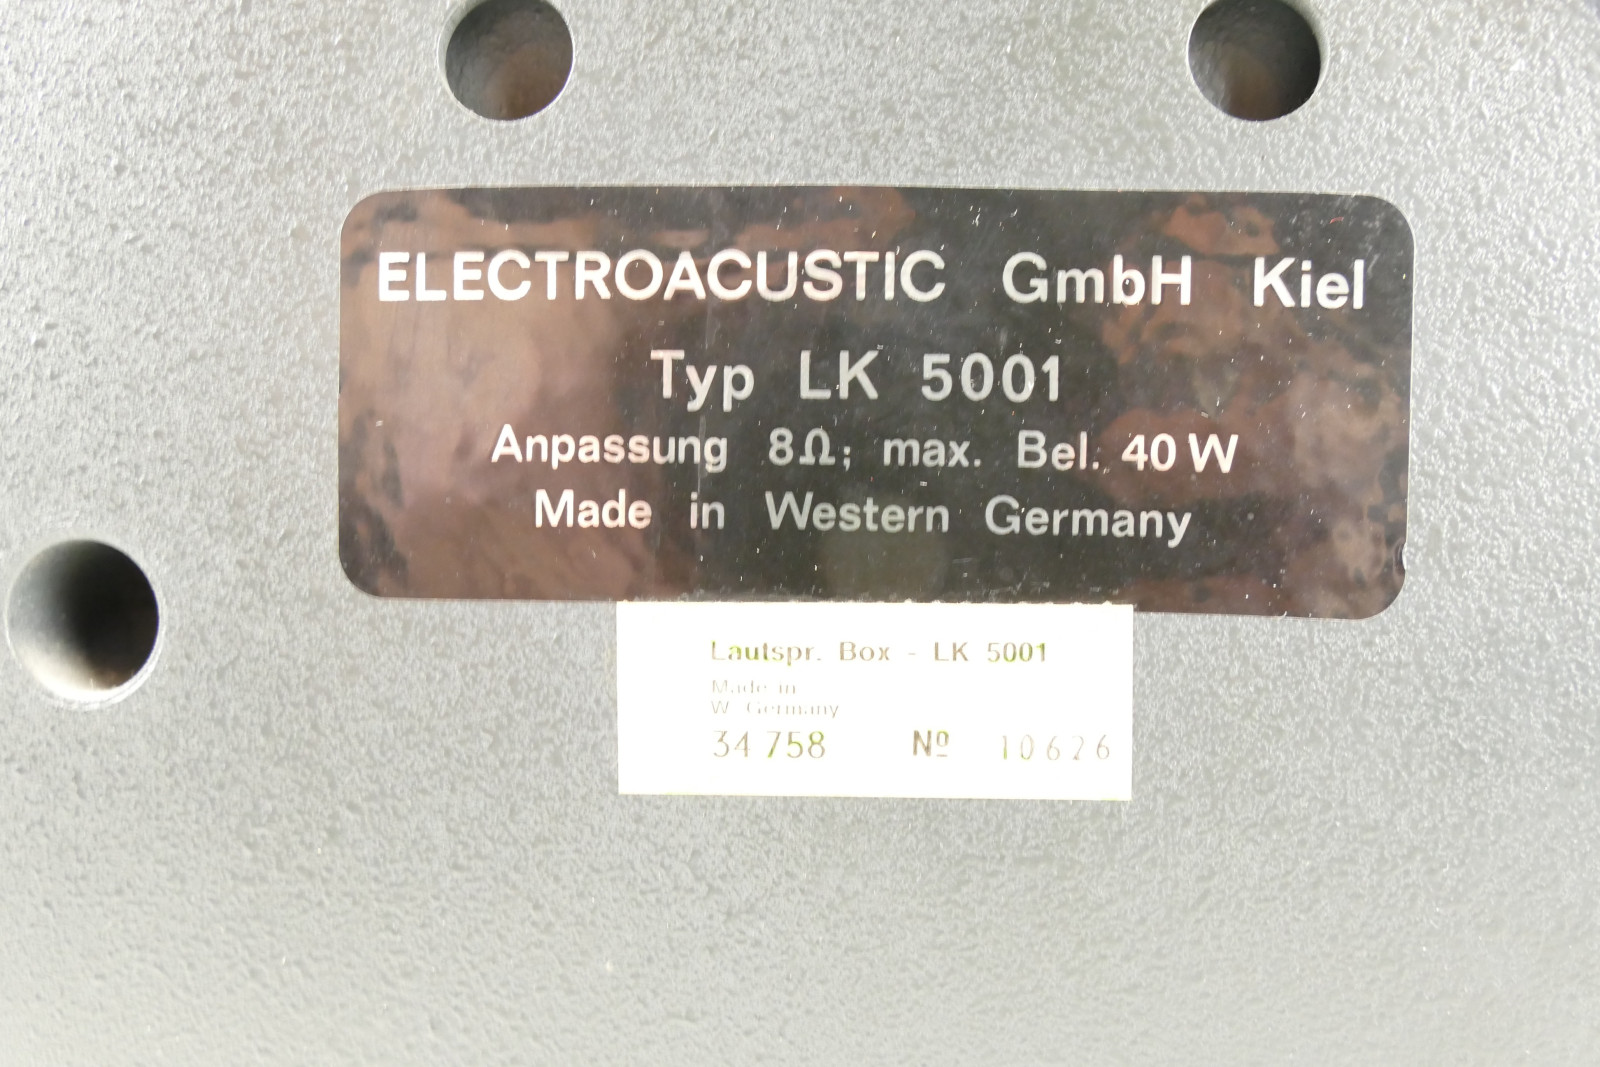 ELECTROACUSTIC GmbH Kiel
Typ LK 5001
Anpassung 8Ω; max. Bel. 40 W
Made in Western Germany
Lautspr. Box - LK 5001
Made in
W. Germany
34 758 Nº 10626